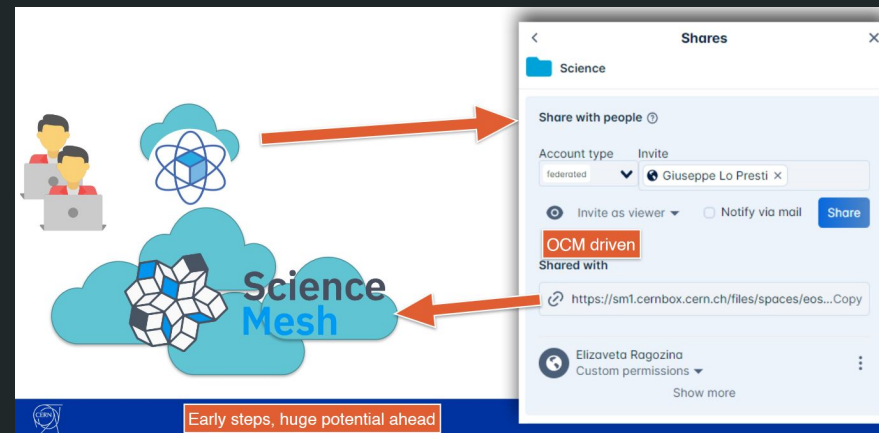 Shares
Science
Share with people
Account type Invite
federated Giuseppe Lo Presti ×
Invite as viewer Notify via mail Share
OCM driven
Shared with
https://sm1.cernbox.cern.ch/files/spaces/eos...Copy
Elizaveta Ragozina
Custom permissions
Show more
Science
Mesh
CERN
Early steps, huge potential ahead